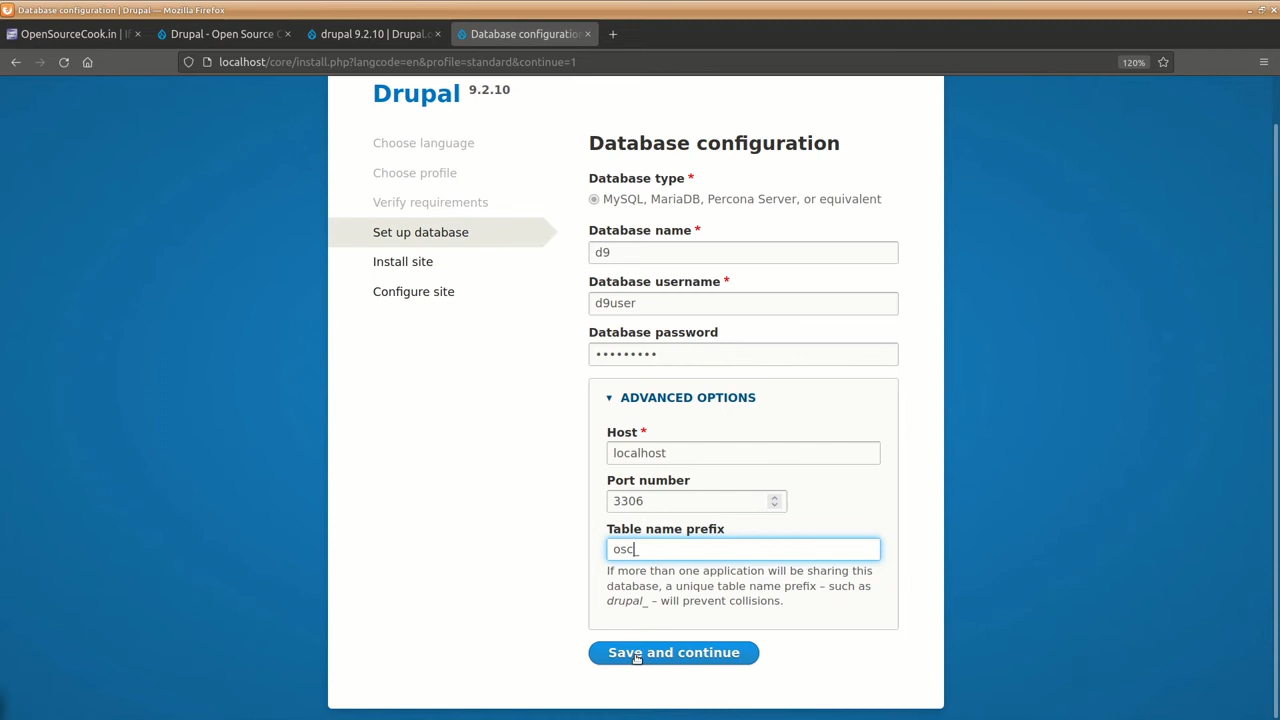 Database configuration | Drupal — Mozilla Firefox
OpenSourceCook.in | If
Drupal - Open Source C
drupal 9.2.10 | Drupal.o
Database configuration
localhost/core/install.php?langcode=en&profile=standard&continue=1
120%
Drupal 9.2.10
Choose language
Choose profile
Verify requirements
Set up database
Install site
Configure site
Database configuration
Database type *
MySQL, MariaDB, Percona Server, or equivalent
Database name *
d9
Database username *
d9user
Database password
•••••••••
▾ ADVANCED OPTIONS
Host *
localhost
Port number
3306
Table name prefix
osc_
If more than one application will be sharing this
database, a unique table name prefix – such as
drupal_ – will prevent collisions.
Save and continue